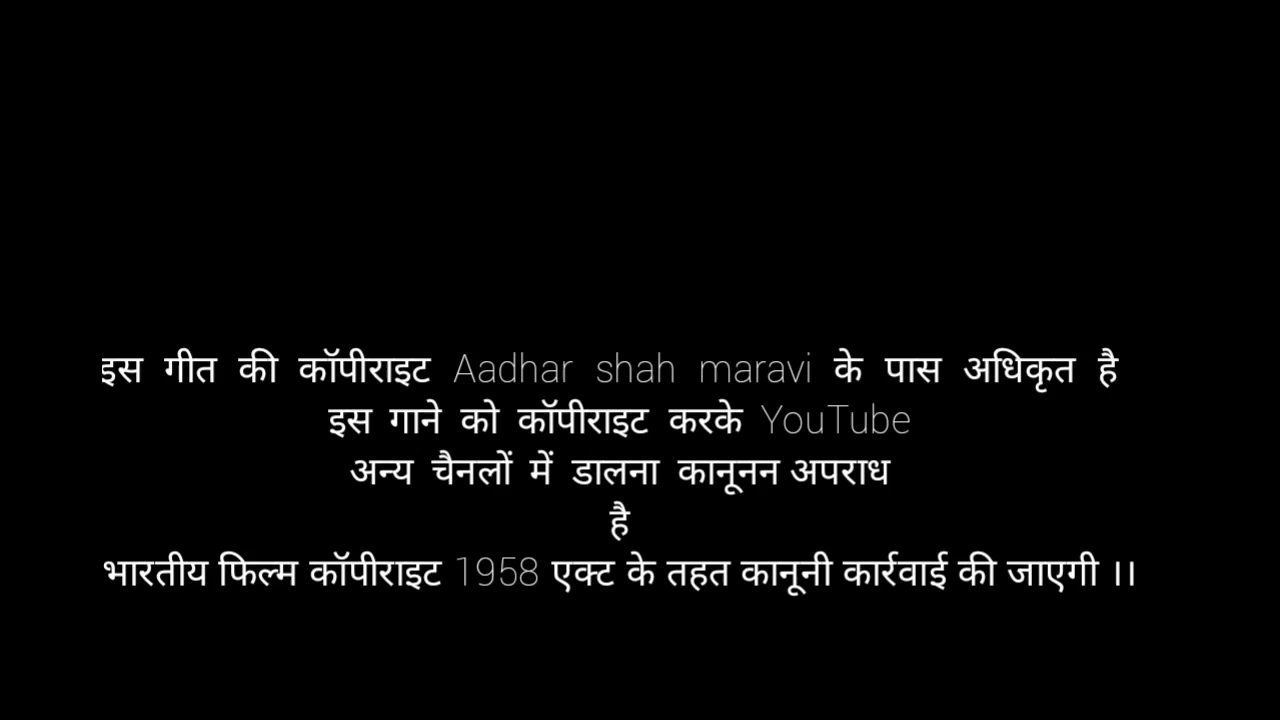 इस गीत की कॉपीराइट Aadhar shah maravi के पास अधिकृत है
इस गाने को कॉपीराइट करके YouTube
अन्य चैनलों में डालना कानूनन अपराध
है
भारतीय फिल्म कॉपीराइट 1958 एक्ट के तहत कानूनी कार्रवाई की जाएगी ।।